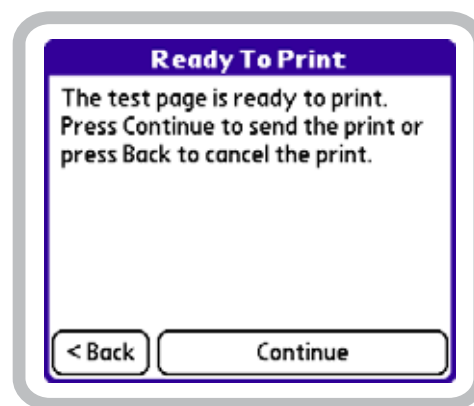 Ready To Print
The test page is ready to print.
Press Continue to send the print or
press Back to cancel the print.
< Back
Continue